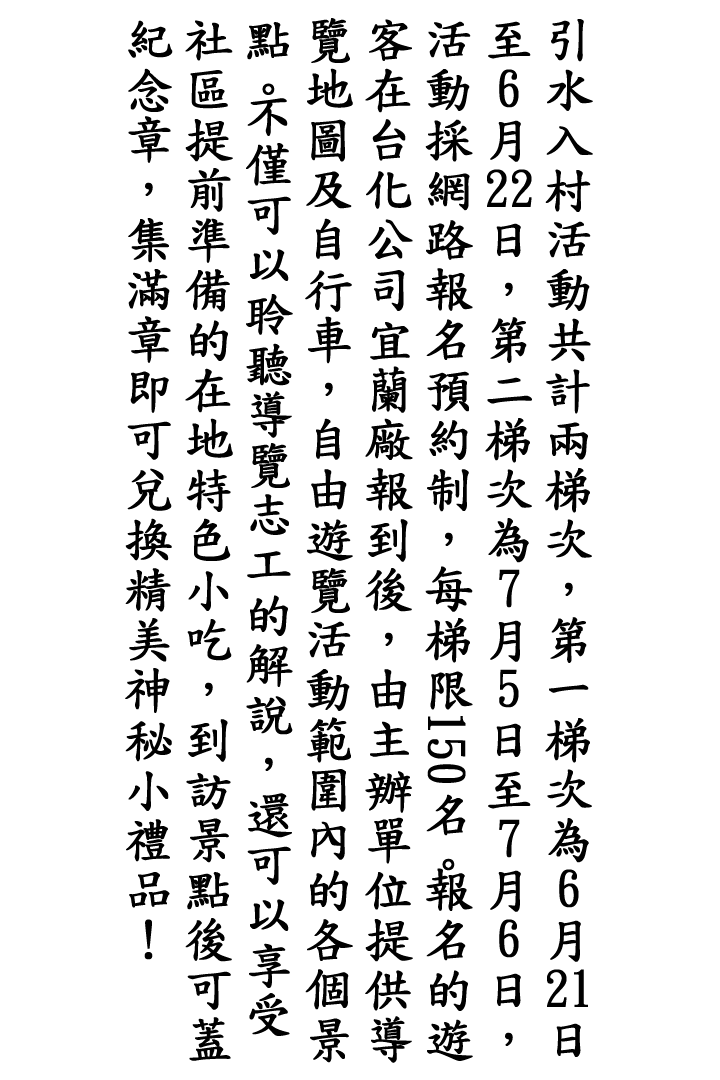 引水入村活動共計兩梯次，第一梯次為6月21日
至6月22日，第二梯次為7月5日至7月6日，
活動採網路報名預約制，每梯限150名。報名的遊
客在台化公司宜蘭廠報到後，由主辦單位提供導
覽地圖及自行車，自由遊覽活動範圍內的各個景
點。不僅可以聆聽導覽志工的解說，還可以享受
社區提前準備的在地特色小吃，到訪景點後可蓋
紀念章，集滿章即可兌換精美神秘小禮品！